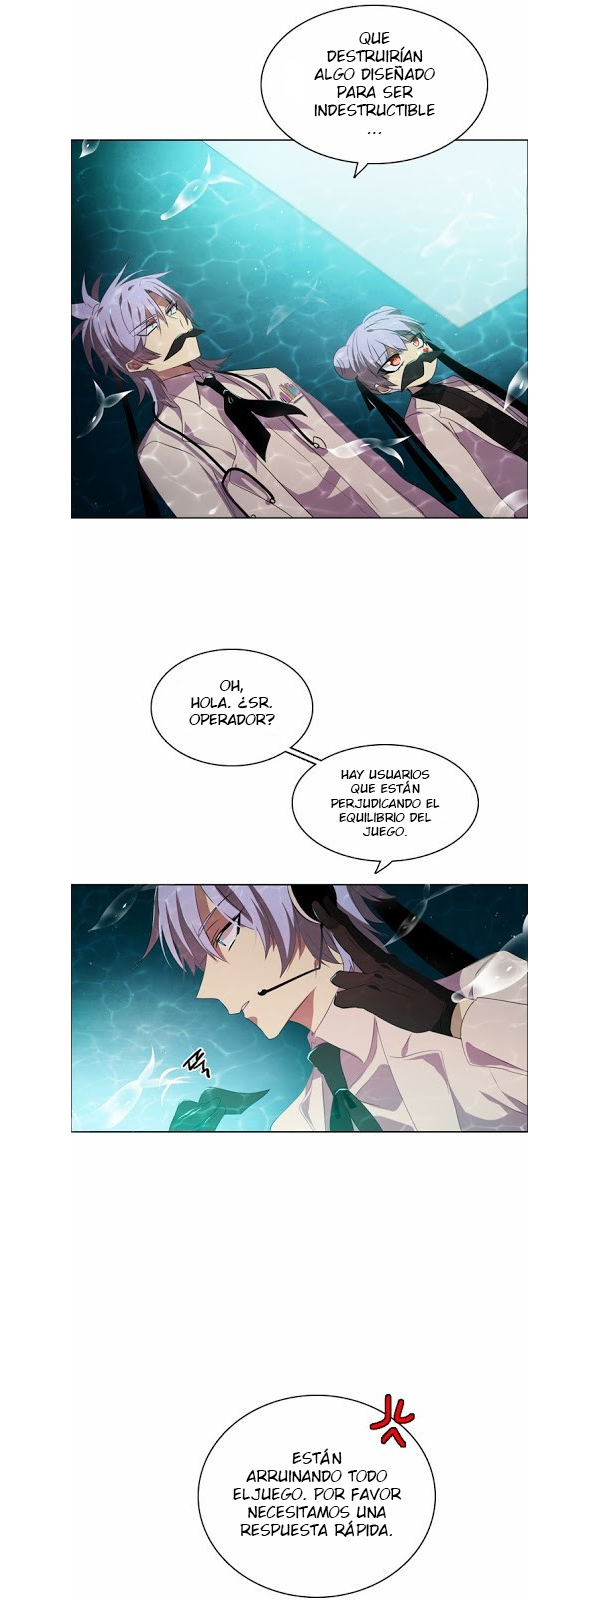 QUE
DESTRUIRÍAN
ALGO DISEÑADO
PARA SER
INDESTRUCTIBLE
...
OH,
HOLA. ¿SR.
OPERADOR?
HAY USUARIOS
QUE ESTÁN
PERJUDICANDO EL
EQUILIBRIO DEL
JUEGO.
ESTÁN
ARRUINANDO TODO
ELJUEGO. POR FAVOR
NECESITAMOS UNA
RESPUESTA RÁPIDA.